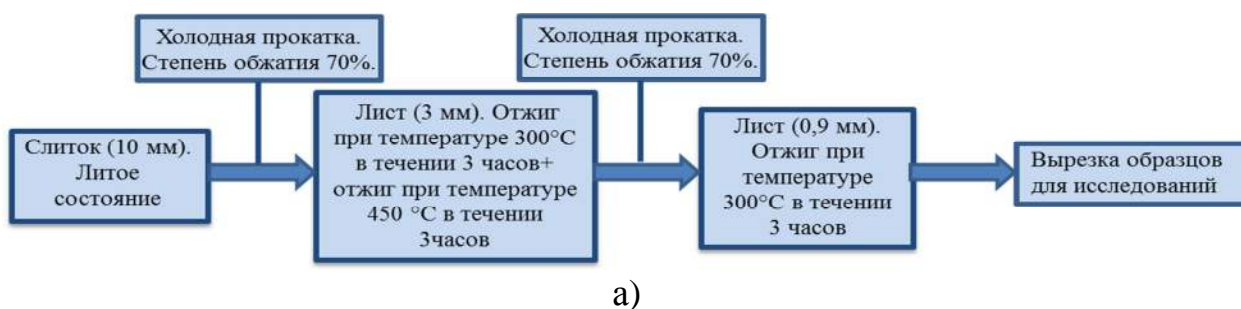 Холодная прокатка.
Степень обжатия 70%.
Холодная прокатка.
Степень обжатия 70%.
Слиток (10 мм).
Литое
состояние
Лист (3 мм). Отжиг
при температуре 300°С
в течении 3 часов+
отжиг при температуре
450 °С в течении
3часов
Лист (0,9 мм).
Отжиг при
температуре
300°С в течении
3 часов
Вырезка образцов
для исследований
а)